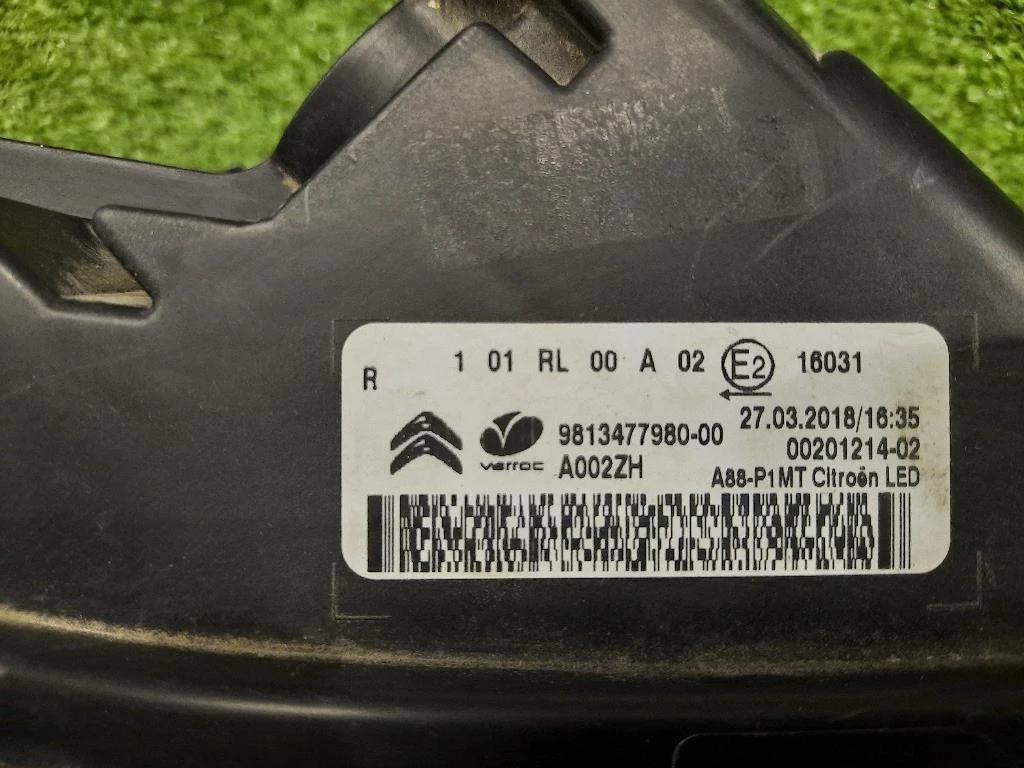 R 1 01 RL 00 A 02 E2 16031
27.03.2018/16:35
9813477980-00
00201214-02
varroc
A002ZH
A88-P1MT Citroën LED